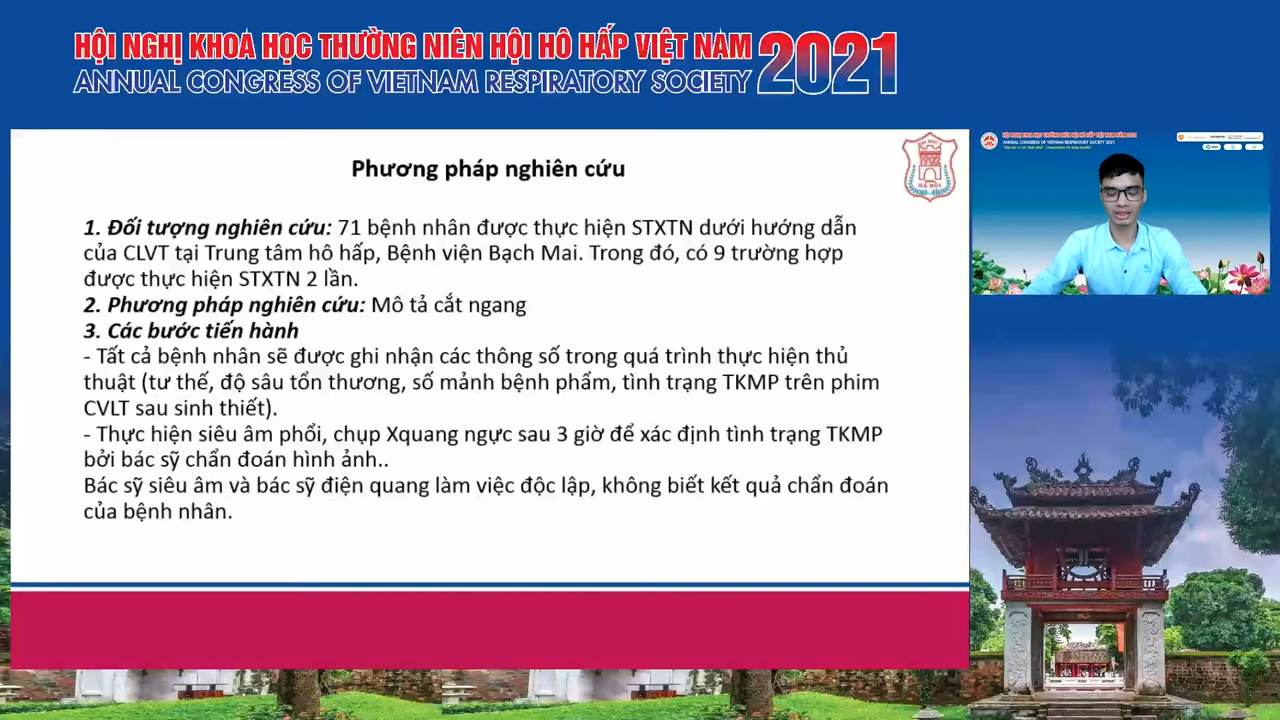 HỘI NGHỊ KHOA HỌC THƯỜNG NIÊN HỘI HÔ HẤP VIỆT NAM 2021
ANNUAL CONGRESS OF VIETNAM RESPIRATORY SOCIETY
Phương pháp nghiên cứu
1. Đối tượng nghiên cứu: 71 bệnh nhân được thực hiện STXTN dưới hướng dẫn
của CLVT tại Trung tâm hô hấp, Bệnh viện Bạch Mai. Trong đó, có 9 trường hợp
được thực hiện STXTN 2 lần.
2. Phương pháp nghiên cứu: Mô tả cắt ngang
3. Các bước tiến hành
- Tất cả bệnh nhân sẽ được ghi nhận các thông số trong quá trình thực hiện thủ
thuật (tư thế, độ sâu tổn thương, số mảnh bệnh phẩm, tình trạng TKMP trên phim
CVLT sau sinh thiết).
- Thực hiện siêu âm phổi, chụp Xquang ngực sau 3 giờ để xác định tình trạng TKMP
bởi bác sỹ chẩn đoán hình ảnh..
Bác sỹ siêu âm và bác sỹ điện quang làm việc độc lập, không biết kết quả chẩn đoán
của bệnh nhân.
1902
HÀ NỘI
ANNUAL CONGRESS OF VIETNAM RESPIRATORY SOCIETY 2021